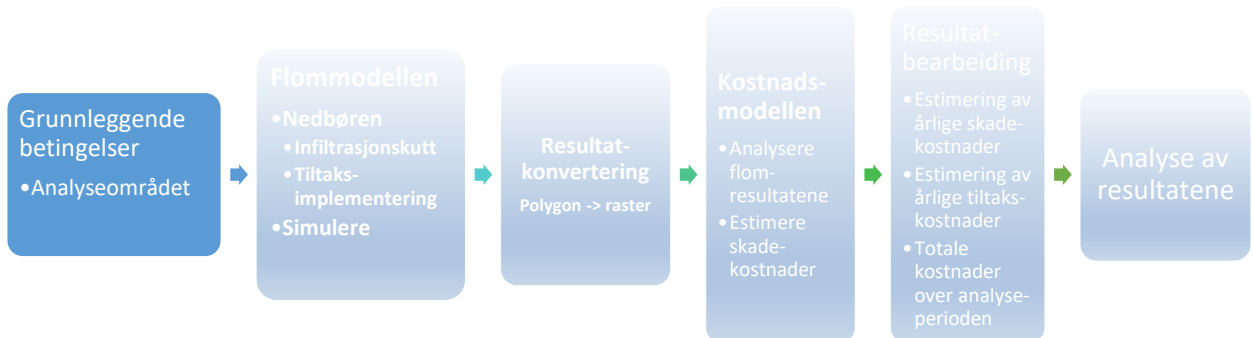 Grunnleggende
betingelser
•Analyseområdet
Flommodellen
•Nedbøren
•Infiltrasjonskutt
•Tiltaks-
implementering
•Simulere
Resultat-
konvertering
Polygon -> raster
Kostnads-
modellen
•Analysere
flom-
resultatene
•Estimere
skade-
kostnader
Resultat-
bearbeiding
•Estimering av
årlige skade-
kostnader
•Estimering av
årlige tiltaks-
kostnader
•Totale
kostnader
over analyse-
perioden
Analyse av
resultatene